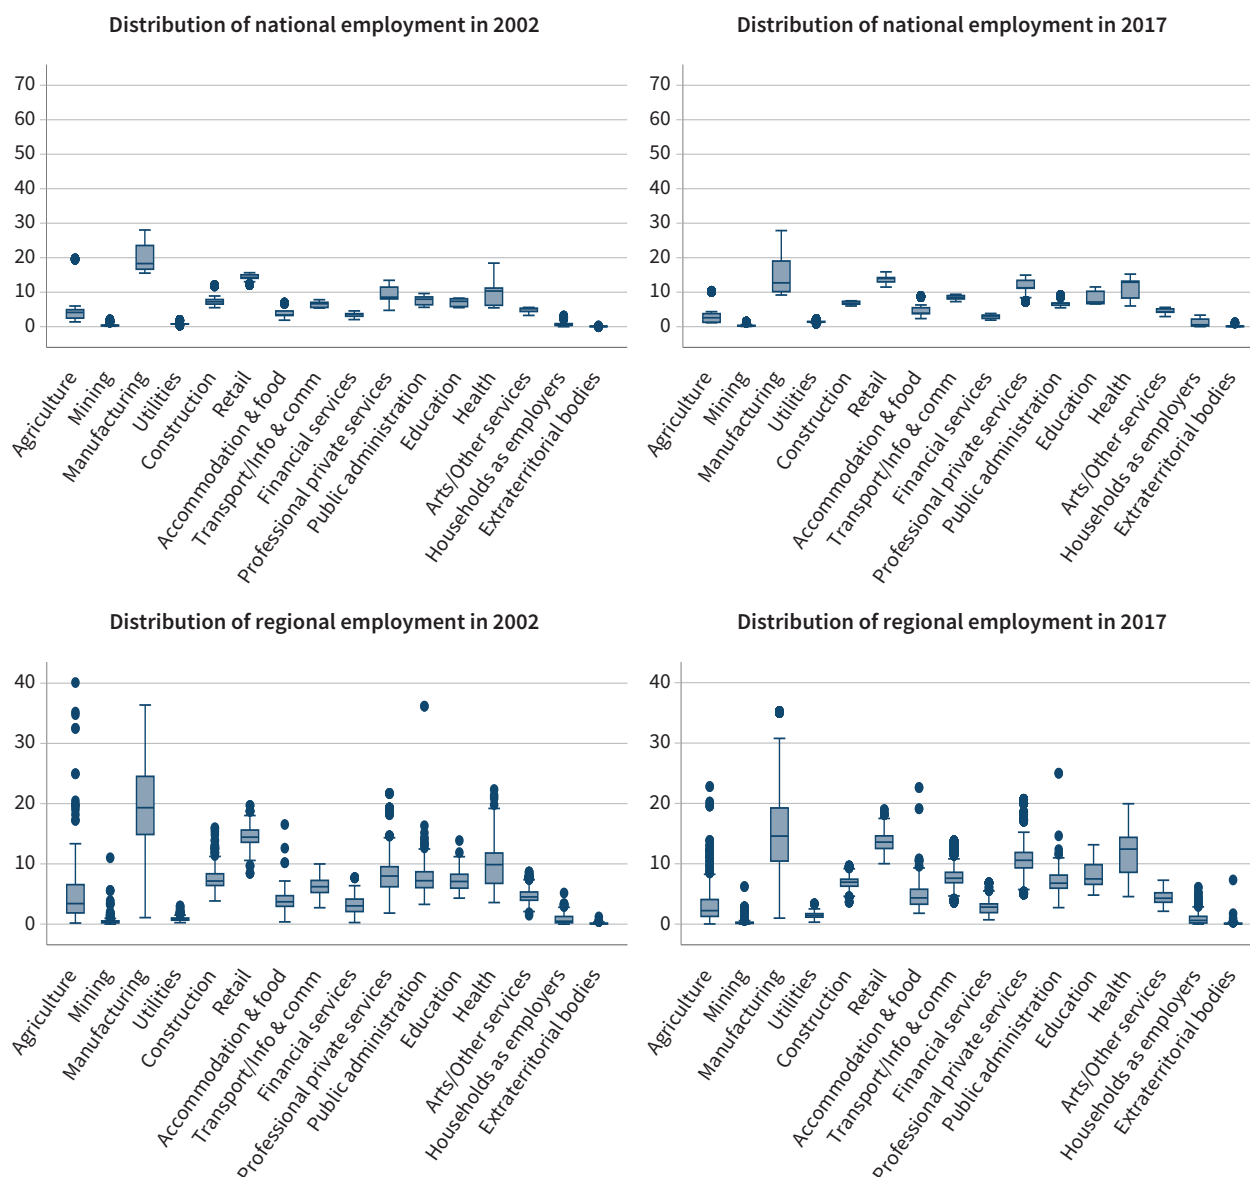 Distribution of national employment in 2002
70
60
50
40
30
20
10
0
Agriculture
Mining
Manufacturing
Utilities
Construction
Retail
Accommodation & food
Transport/Info & comm
Financial services
Professional private services
Public administration
Education
Health
Arts/Other services
Households as employers
Extraterritorial bodies
Distribution of national employment in 2017
70
60
50
40
30
20
10
0
Agriculture
Mining
Manufacturing
Utilities
Construction
Retail
Accommodation & food
Transport/Info & comm
Financial services
Professional private services
Public administration
Education
Health
Arts/Other services
Households as employers
Extraterritorial bodies
Distribution of regional employment in 2002
40
30
20
10
0
Agriculture
Mining
Manufacturing
Utilities
Construction
Retail
Accommodation & food
Transport/Info & comm
Financial services
Professional private services
Public administration
Education
Health
Arts/Other services
Households as employers
Extraterritorial bodies
Distribution of regional employment in 2017
40
30
20
10
0
Agriculture
Mining
Manufacturing
Utilities
Construction
Retail
Accommodation & food
Transport/Info & comm
Financial services
Professional private services
Public administration
Education
Health
Arts/Other services
Households as employers
Extraterritorial bodies